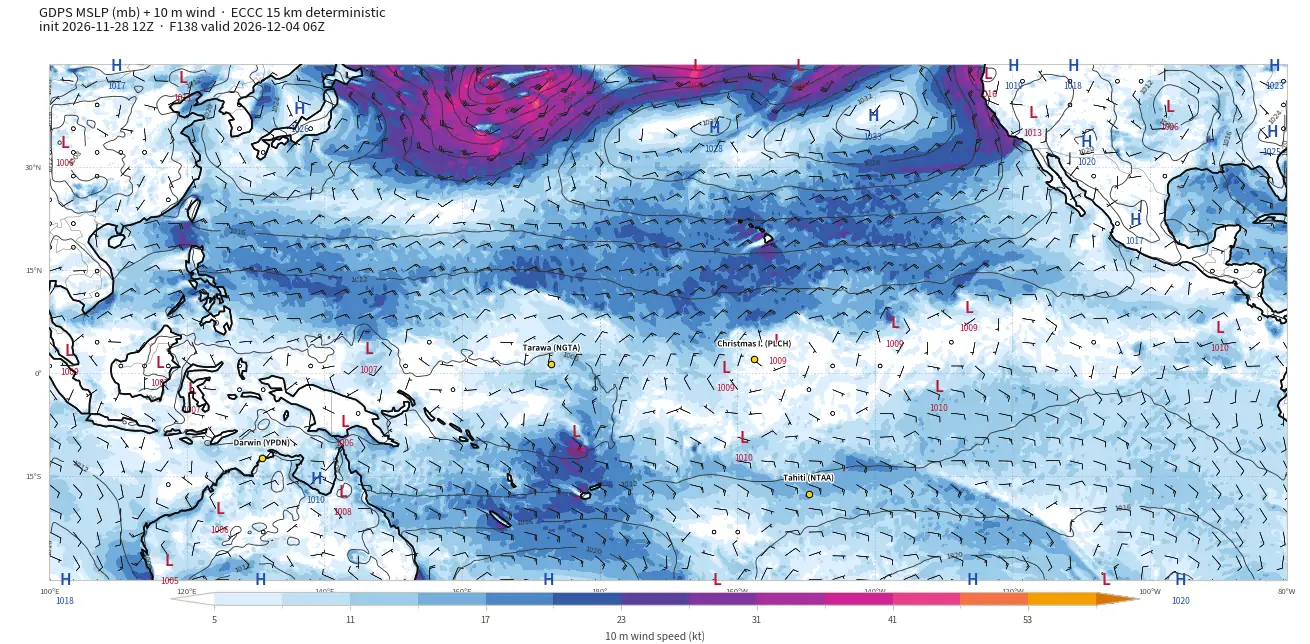 GDPS MSLP (mb) + 10 m wind · ECCC 15 km deterministic
init 2026-11-28 12Z · F138 valid 2026-12-04 06Z
H L L L L H H H
1017 1019 1018 1023
L H L H H L H
1026 1028 1033 1013 1006 1025
L H
1006 1020
30°N
H
1017
15°N
L L L
1009 1009 1010
Tarawa (NGTA) Christmas I. (PLCH)
L L L L L
1009 1007 1009 1009
0°
L
1010
L L L
1006 1010
Darwin (YPDN)
15°N
H L Tahiti (NTAA)
1010 1008
L
1006
L
1005
H H H L H L H
100°E 120°E 140°E 160°E 180° 160°W 140°W 120°W 100°W 80°W
1018 1020
5 11 17 23 31 41 53
10 m wind speed (kt)